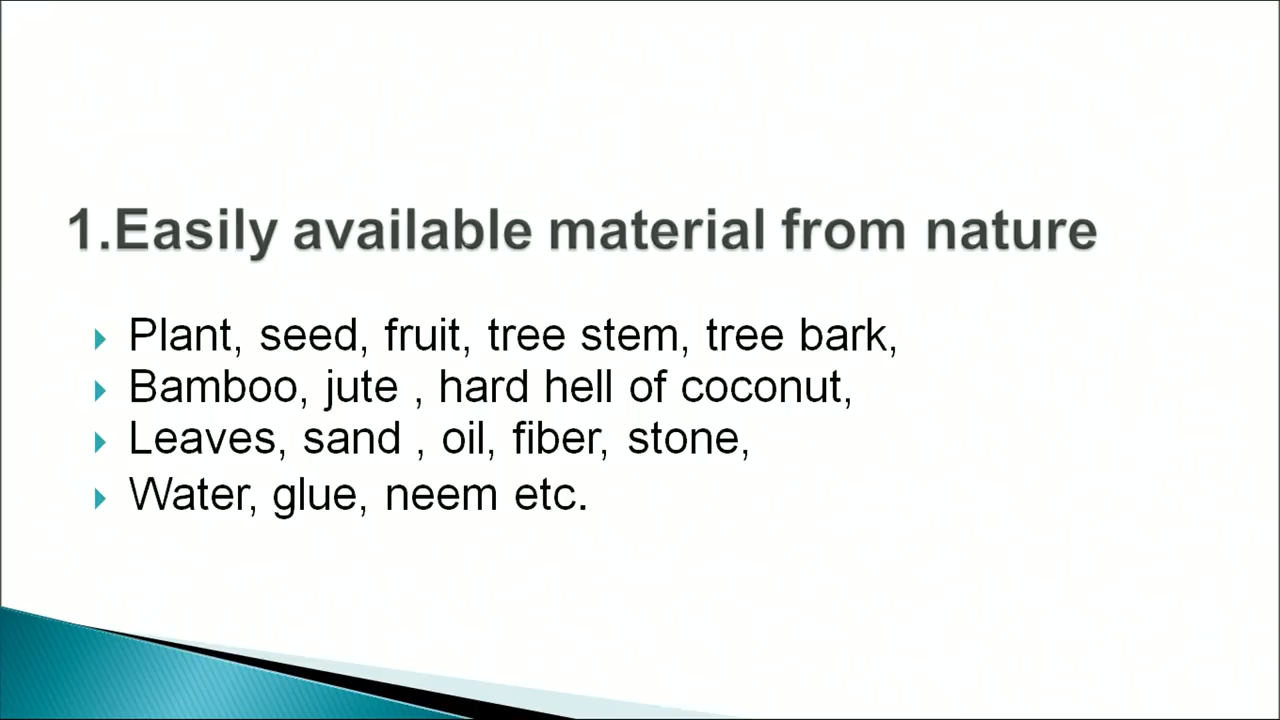 1.Easily available material from nature
Plant, seed, fruit, tree stem, tree bark,
Bamboo, jute , hard hell of coconut,
Leaves, sand , oil, fiber, stone,
Water, glue, neem etc.